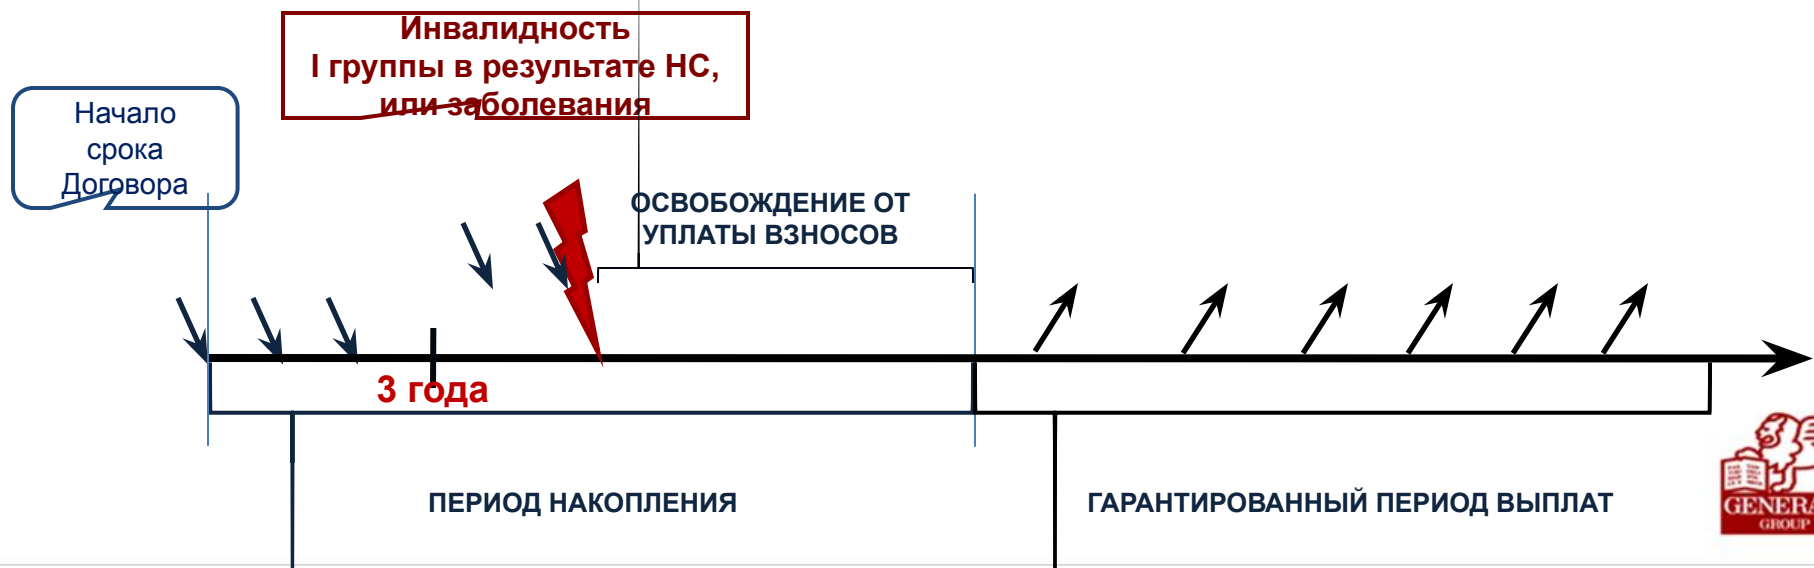 Инвалидность
I группы в результате НС,
или заболевания
Начало
срока
Договора
ОСВОБОЖДЕНИЕ ОТ
УПЛАТЫ ВЗНОСОВ
3 года
ПЕРИОД НАКОПЛЕНИЯ
ГАРАНТИРОВАННЫЙ ПЕРИОД ВЫПЛАТ
GENERA
GROUP